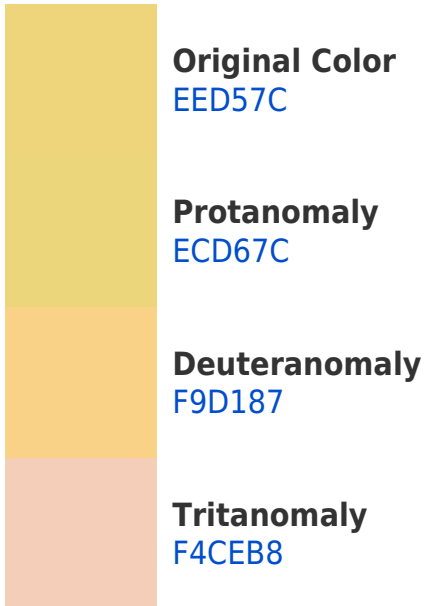 Original Color
EED57C
Protanomaly
ECD67C
Deuteranomaly
F9D187
Tritanomaly
F4CEB8